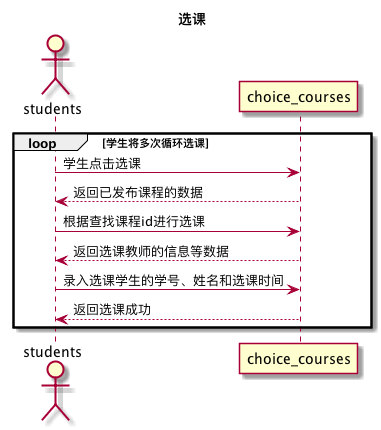 选课
students
choice_courses
loop [学生将多次循环选课]
学生点击选课
返回已发布课程的数据
根据查找课程id进行选课
返回选课教师的信息等数据
录入选课学生的学号、姓名和选课时间
返回选课成功
students
choice_courses